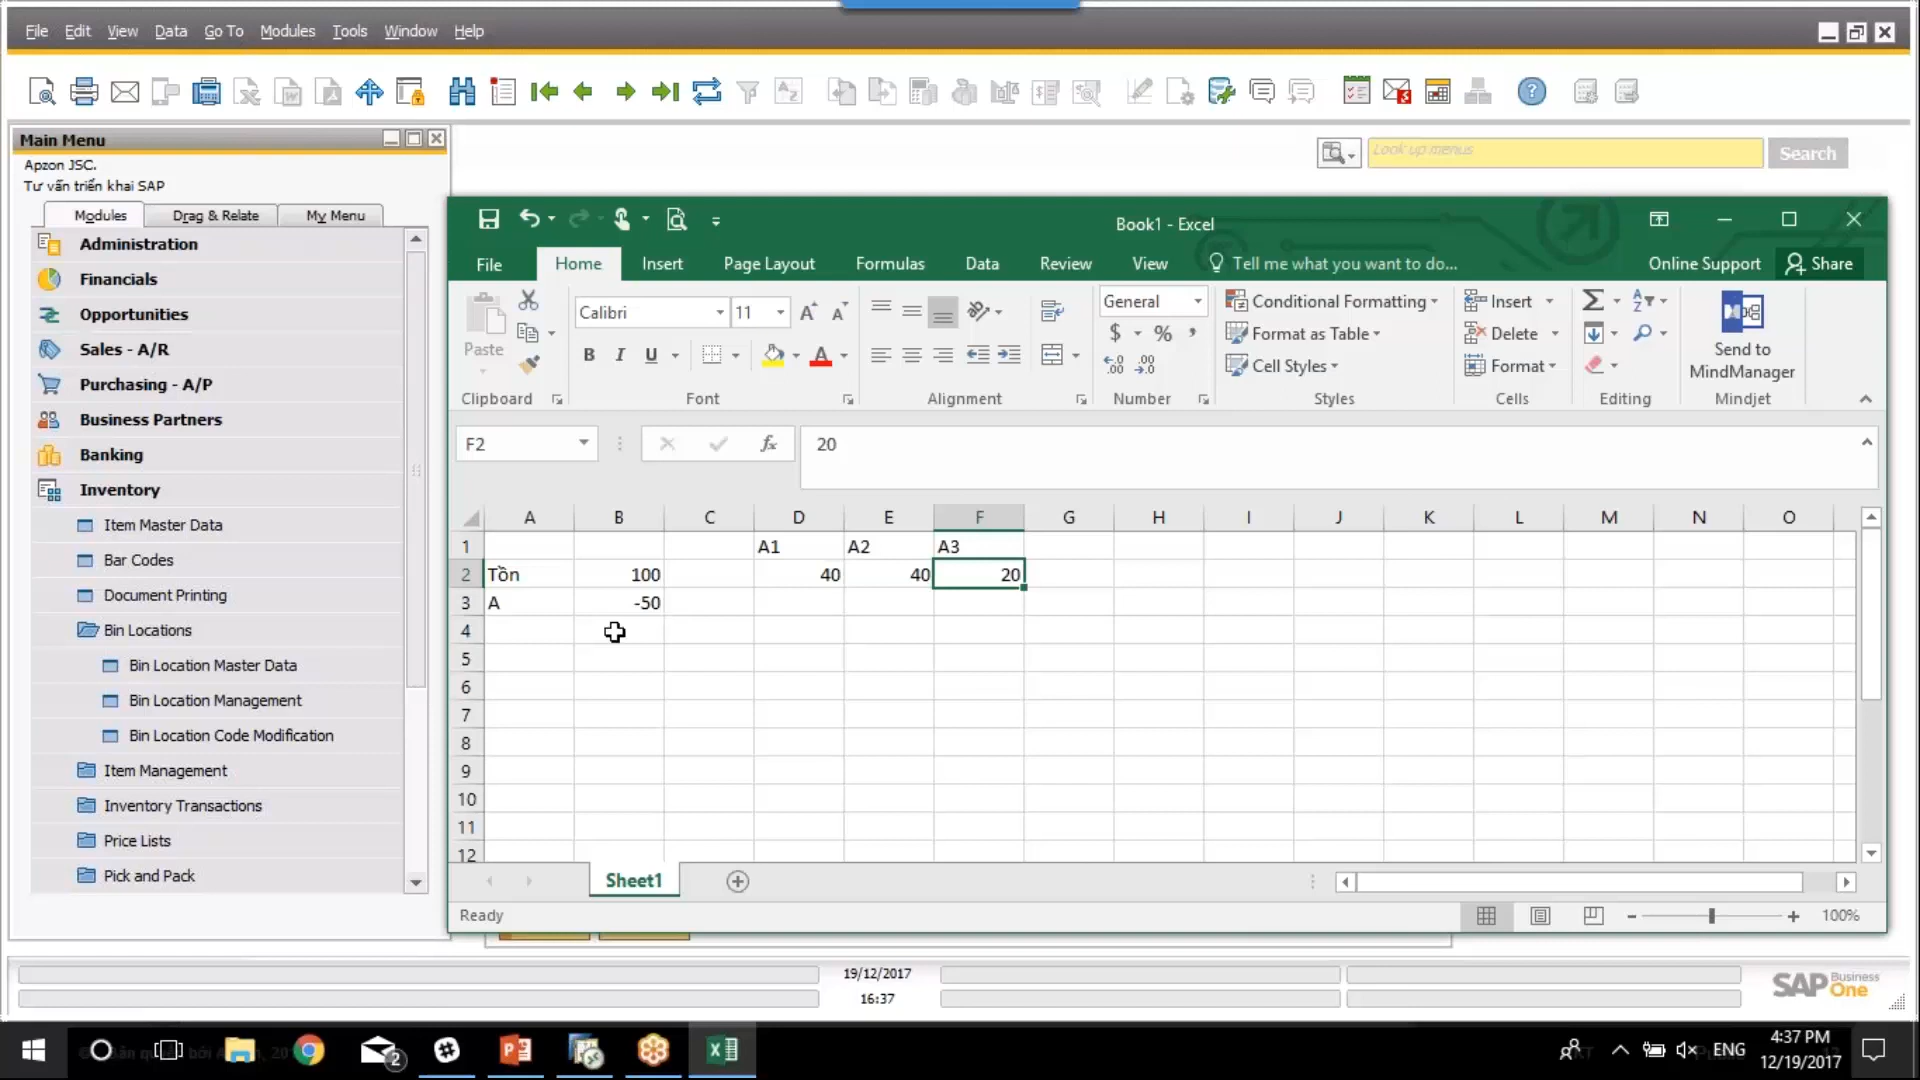 File Edit View Data Go To Modules Tools Window Help
Main Menu
Apzon JSC.
Tư vấn triển khai SAP
Modules Drag & Relate My Menu
Administration
Financials
Opportunities
Sales - A/R
Purchasing - A/P
Business Partners
Banking
Inventory
Item Master Data
Bar Codes
Document Printing
Bin Locations
Bin Location Master Data
Bin Location Management
Bin Location Code Modification
Item Management
Inventory Transactions
Price Lists
Pick and Pack
Look up menus
Search
Book1 - Excel
File Home Insert Page Layout Formulas Data Review View Tell me what you want to do... Online Support Share
Paste
Clipboard
Calibri 11
B I U
Font
Alignment
General
$ % ,
Number
Conditional Formatting
Format as Table
Cell Styles
Styles
Insert
Delete
Format
Cells
Editing
Send to
MindManager
Mindjet
F2 fx 20
A B C D E F G H I J K L M N O
1 A1 A2 A3
2 Tồn 100 40 40 20
3 A -50
4
5
6
7
8
9
10
11
12
Sheet1
Ready
100%
19/12/2017
16:37
SAP Business One
2
ENG
4:37 PM
12/19/2017